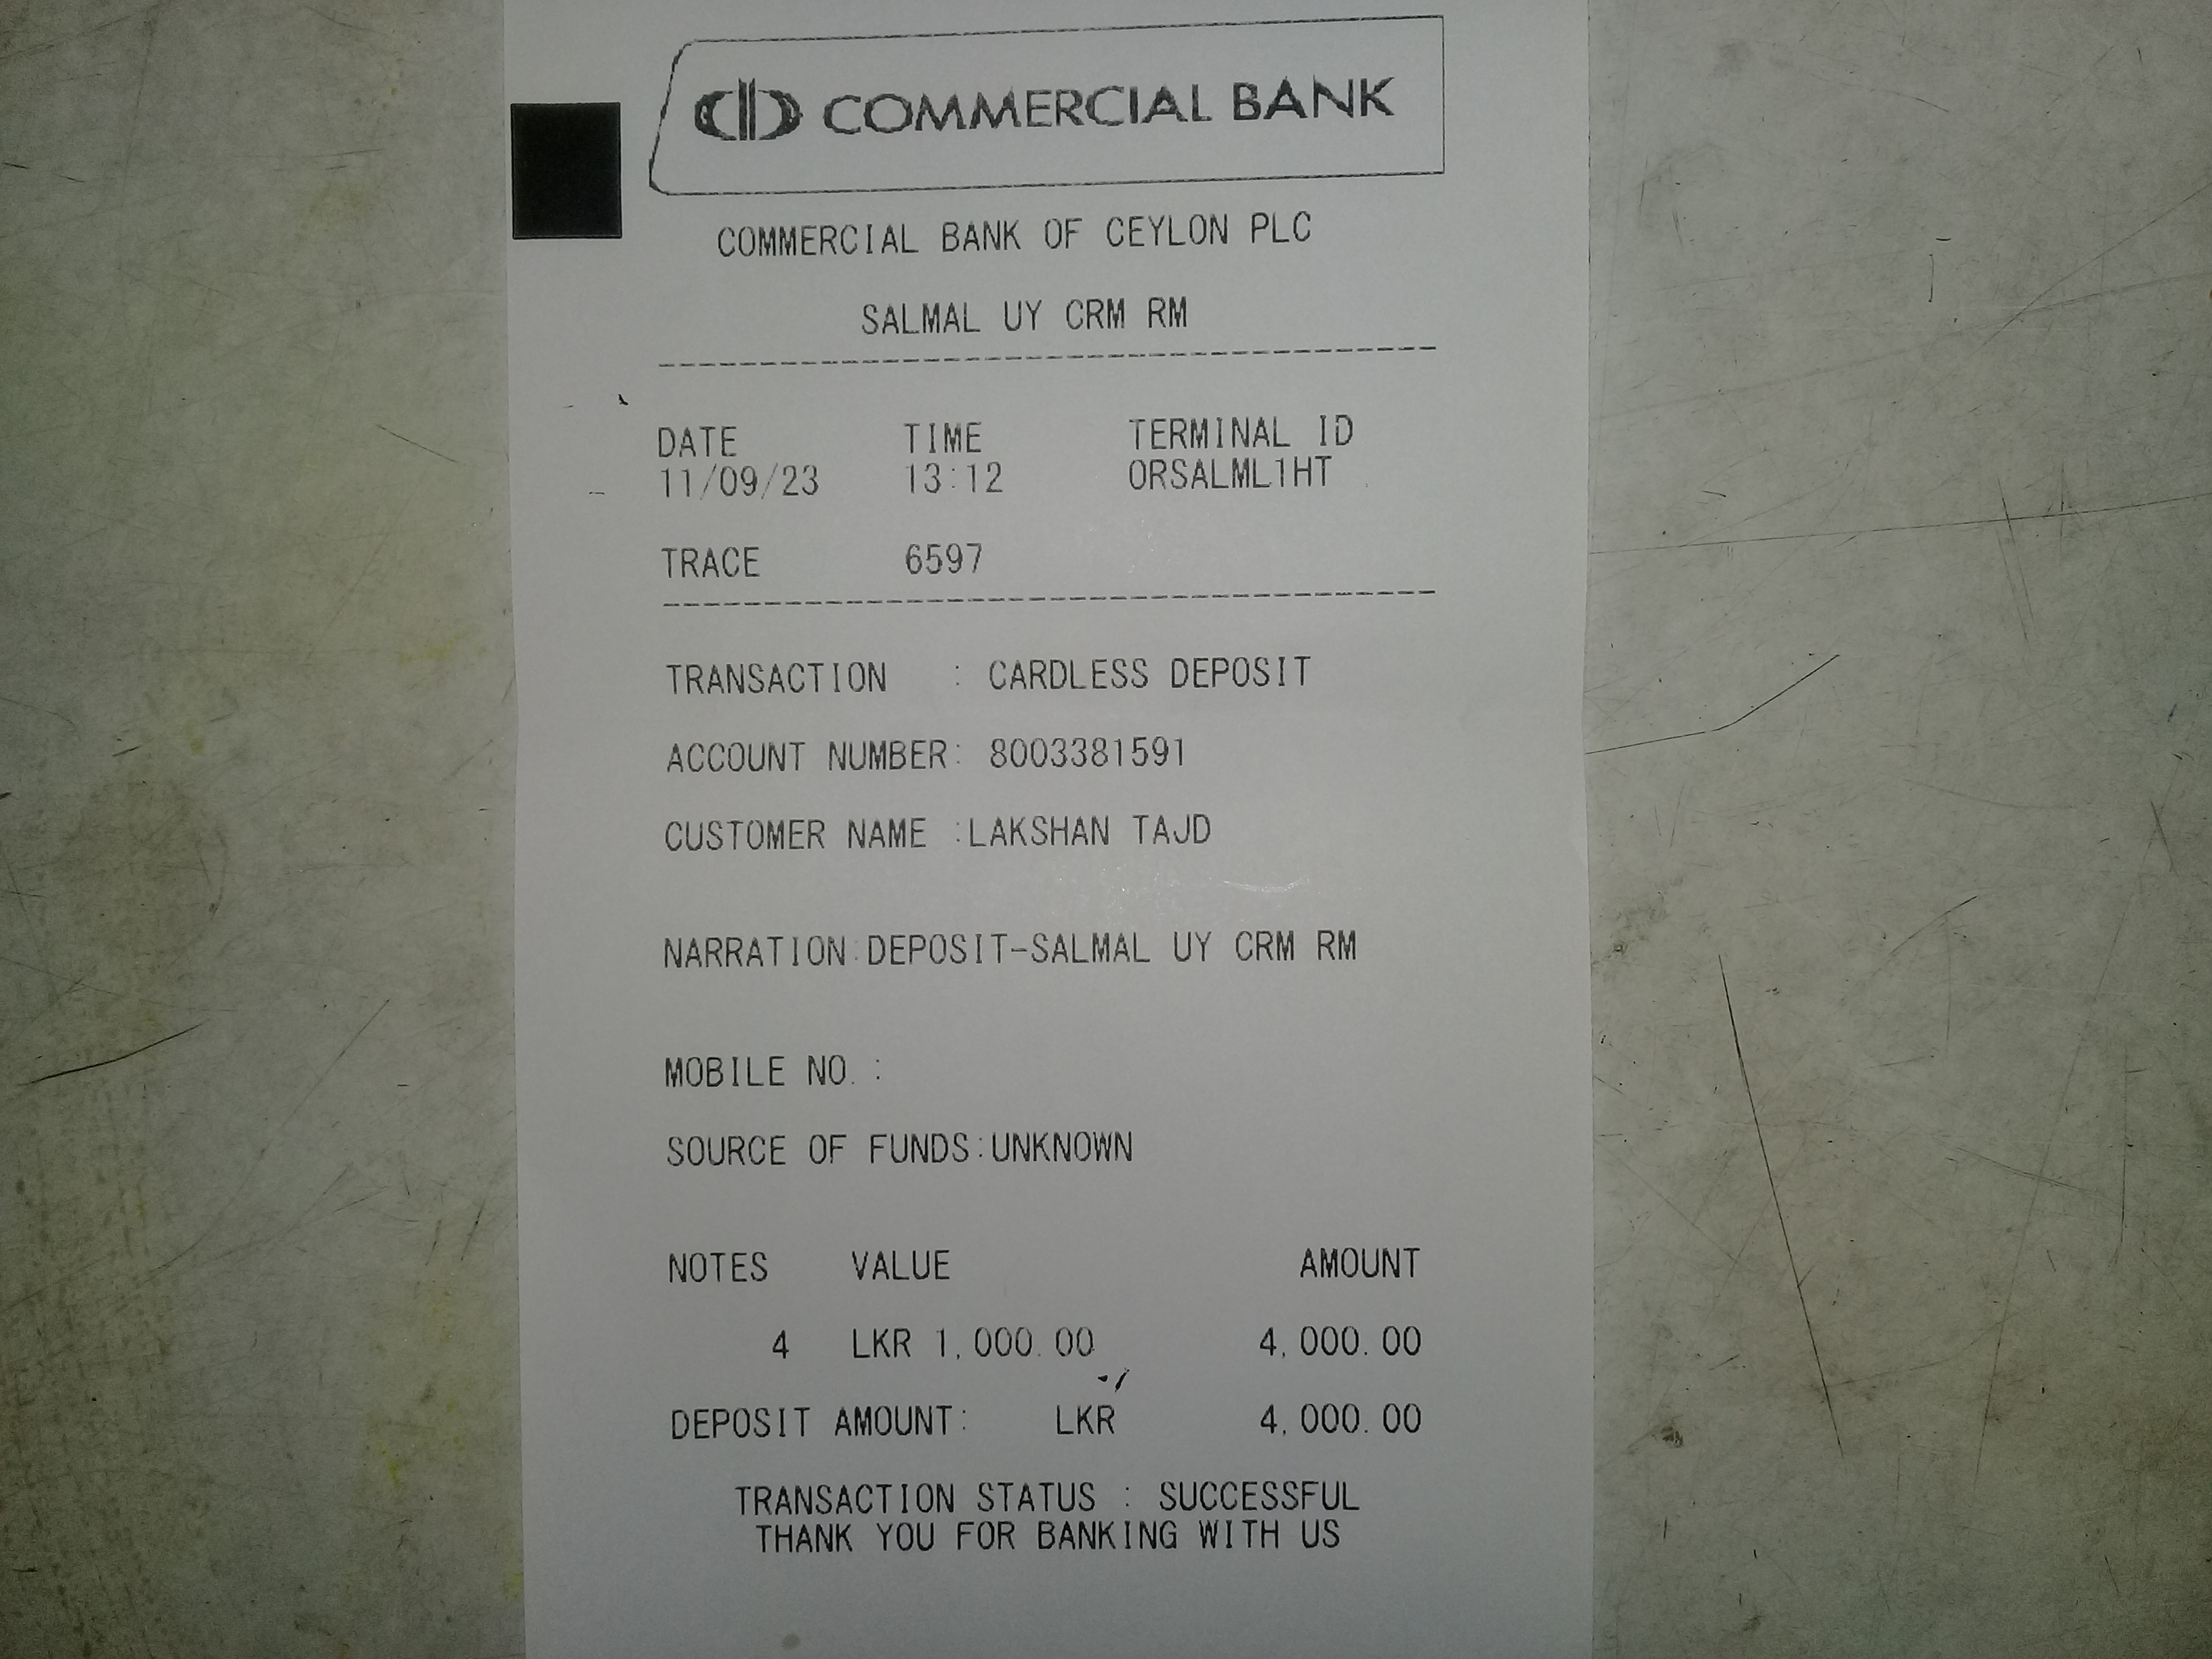 COMMERCIAL BANK
COMMERCIAL BANK OF CEYLON PLC
SALMAL UY CRM RM
DATE TIME TERMINAL ID
11/09/23 13:12 ORSALML1HT
TRACE 6597
TRANSACTION : CARDLESS DEPOSIT
ACCOUNT NUMBER: 8003381591
CUSTOMER NAME :LAKSHAN TAJD
NARRATION:DEPOSIT-SALMAL UY CRM RM
MOBILE NO. :
SOURCE OF FUNDS:UNKNOWN
NOTES VALUE AMOUNT
4 LKR 1,000.00 4,000.00
DEPOSIT AMOUNT: LKR 4,000.00
TRANSACTION STATUS : SUCCESSFUL
THANK YOU FOR BANKING WITH US